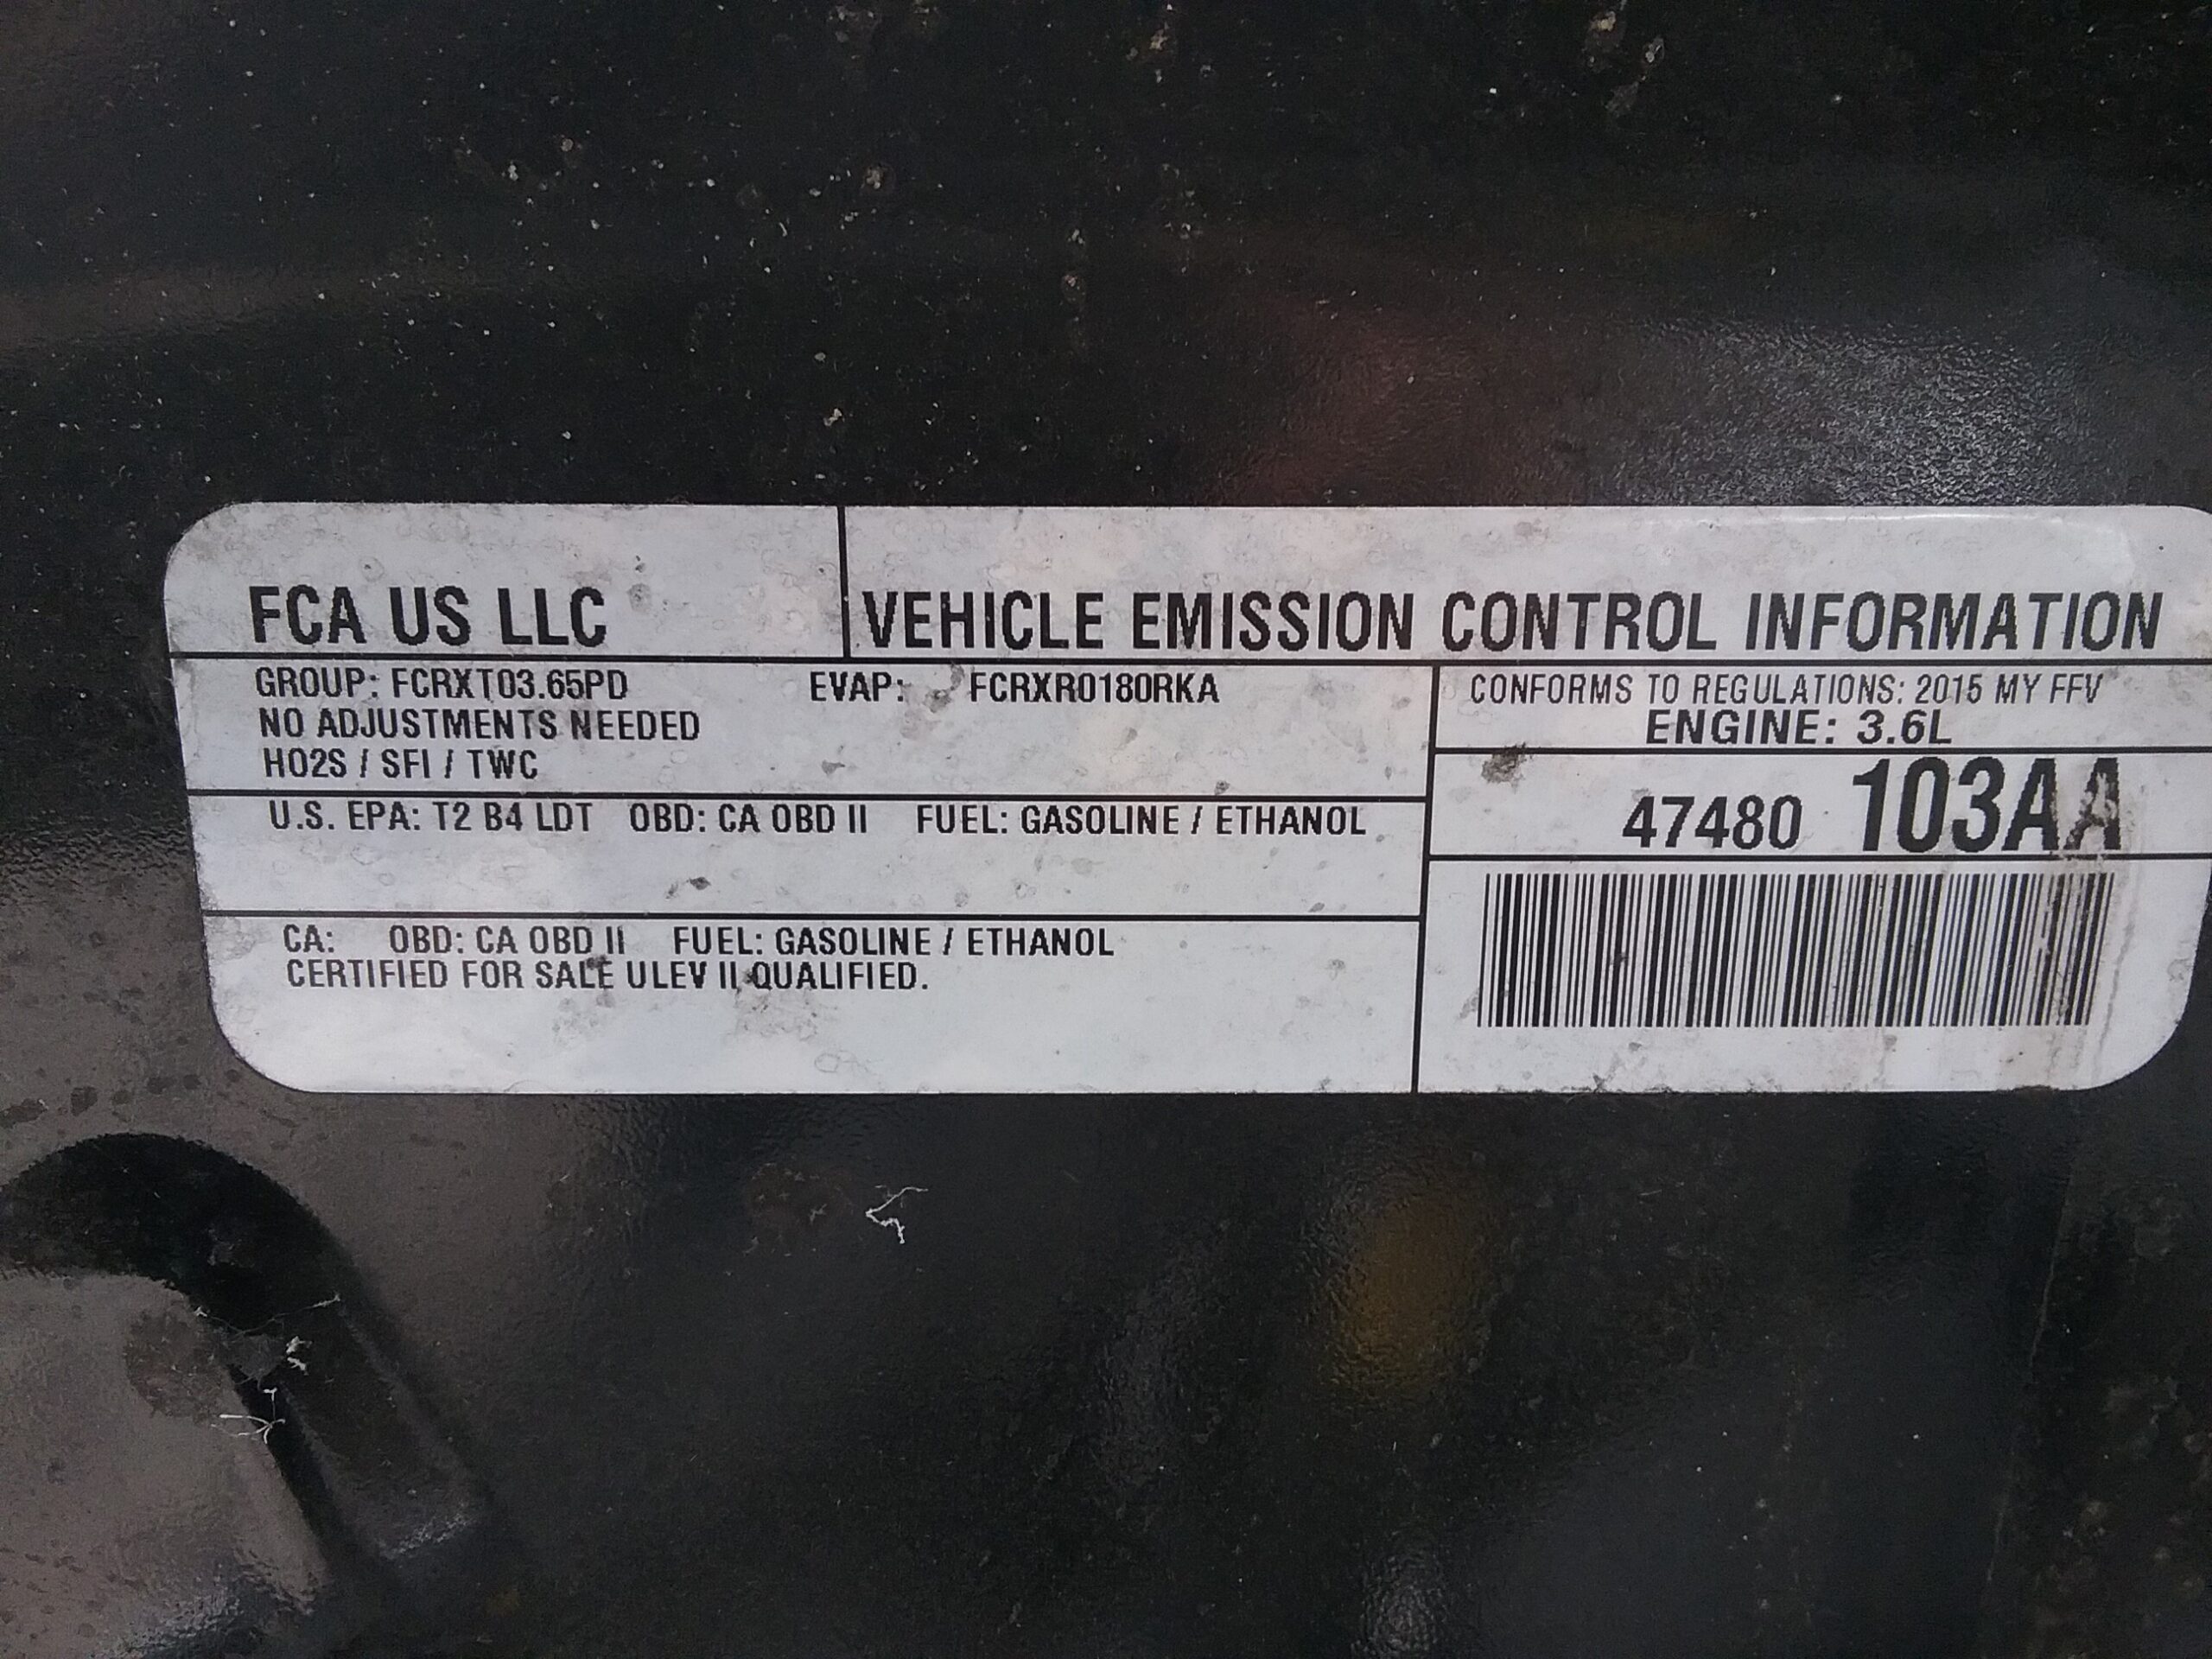 FCA US LLC
VEHICLE EMISSION CONTROL INFORMATION
GROUP: FCRXT03.65PD EVAP: FCRXR0180RKA
NO ADJUSTMENTS NEEDED
HO2S / SFI / TWC
CONFORMS TO REGULATIONS: 2015 MY FFV
ENGINE: 3.6L
U.S. EPA: T2 B4 LDT OBD: CA OBD II FUEL: GASOLINE / ETHANOL
47480 103AA
CA: OBD: CA OBD II FUEL: GASOLINE / ETHANOL
CERTIFIED FOR SALE ULEV II QUALIFIED.